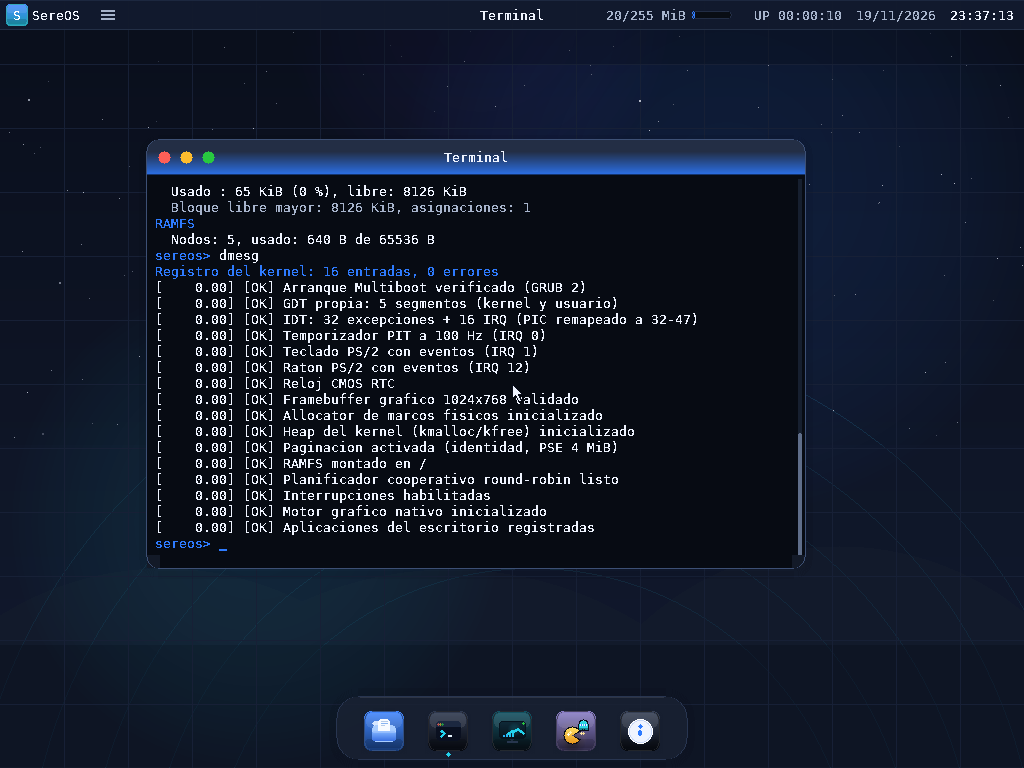 S SereOS Terminal 20/255 MiB UP 00:00:10 19/11/2026 23:37:13
Terminal
Usado : 65 KiB (0 %), libre: 8126 KiB
Bloque libre mayor: 8126 KiB, asignaciones: 1
RAMFS
Nodos: 5, usado: 640 B de 65536 B
sereos> dmesg
Registro del kernel: 16 entradas, 0 errores
[    0.00] [OK] Arranque Multiboot verificado (GRUB 2)
[    0.00] [OK] GDT propia: 5 segmentos (kernel y usuario)
[    0.00] [OK] IDT: 32 excepciones + 16 IRQ (PIC remapeado a 32-47)
[    0.00] [OK] Temporizador PIT a 100 Hz (IRQ 0)
[    0.00] [OK] Teclado PS/2 con eventos (IRQ 1)
[    0.00] [OK] Raton PS/2 con eventos (IRQ 12)
[    0.00] [OK] Reloj CMOS RTC
[    0.00] [OK] Framebuffer grafico 1024x768 validado
[    0.00] [OK] Allocator de marcos fisicos inicializado
[    0.00] [OK] Heap del kernel (kmalloc/kfree) inicializado
[    0.00] [OK] Paginacion activada (identidad, PSE 4 MiB)
[    0.00] [OK] RAMFS montado en /
[    0.00] [OK] Planificador cooperativo round-robin listo
[    0.00] [OK] Interrupciones habilitadas
[    0.00] [OK] Motor grafico nativo inicializado
[    0.00] [OK] Aplicaciones del escritorio registradas
sereos> _